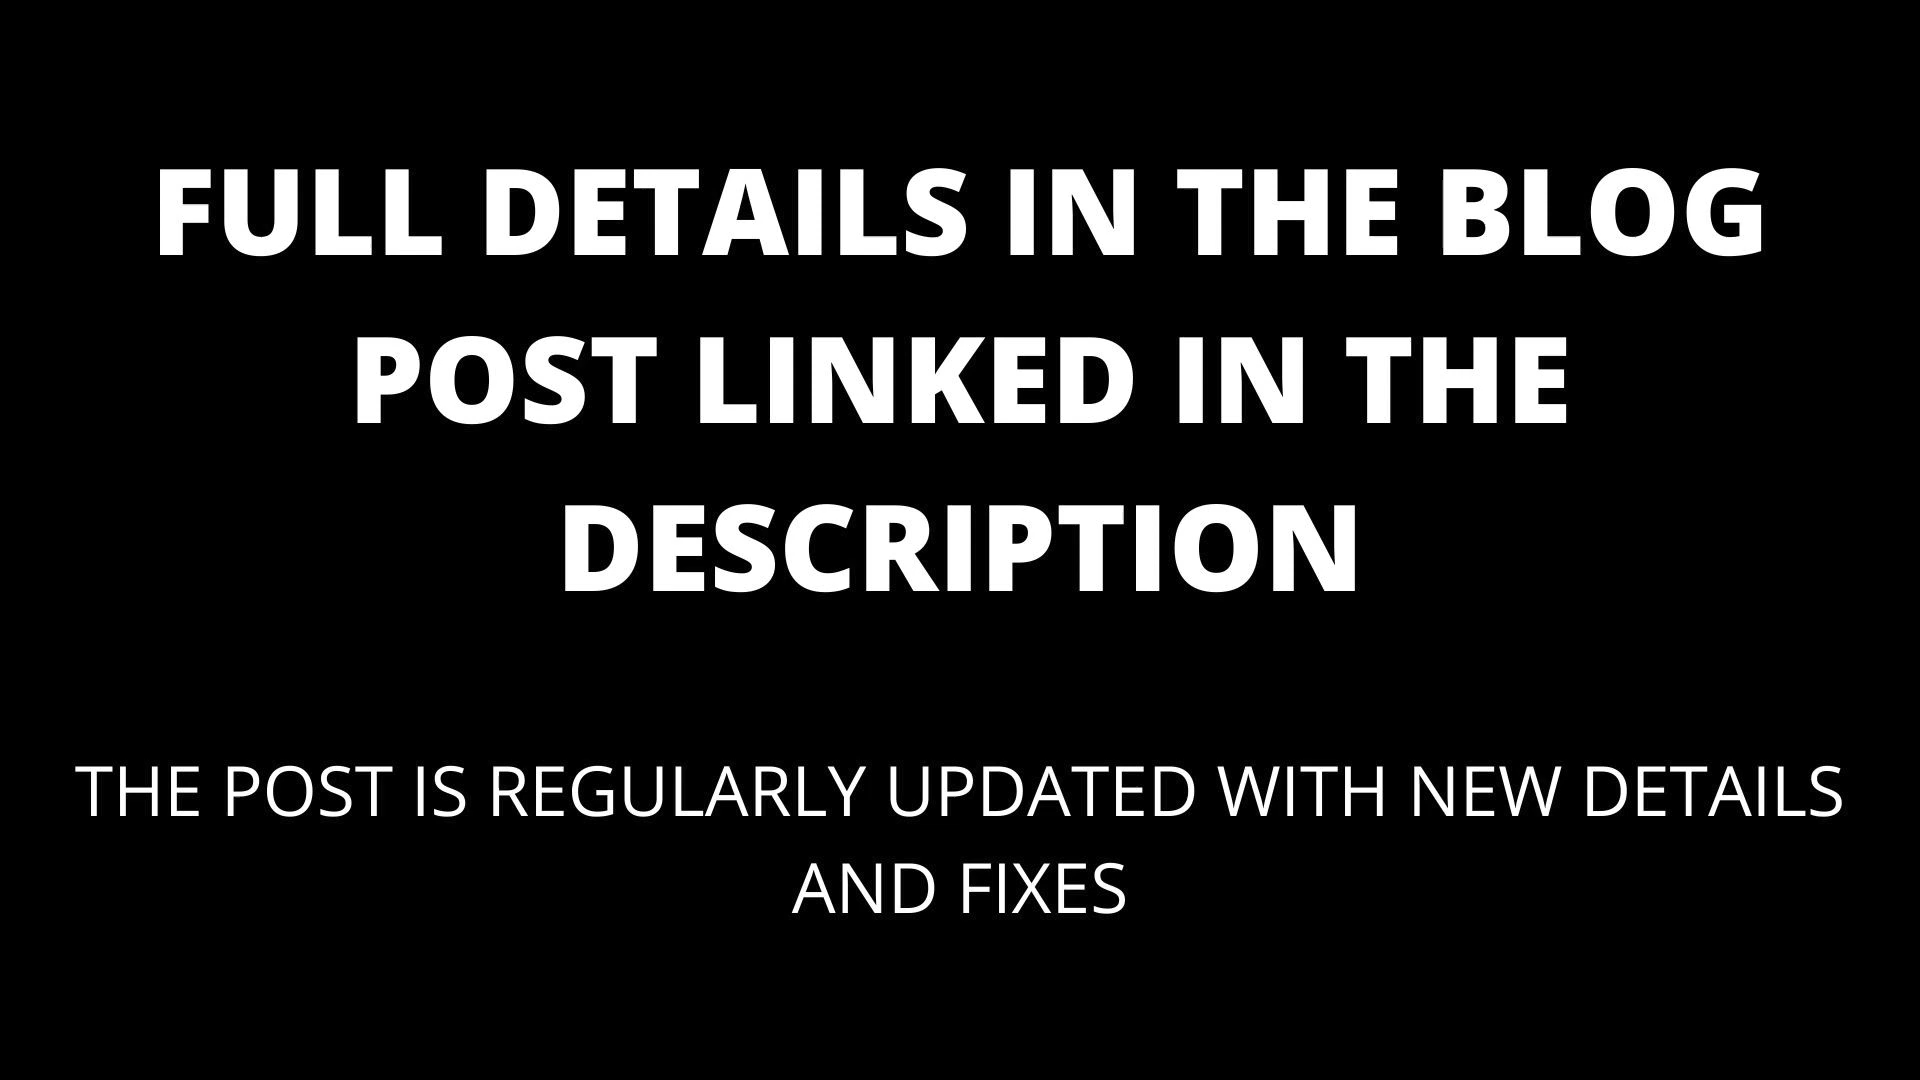 FULL DETAILS IN THE BLOG
POST LINKED IN THE
DESCRIPTION
THE POST IS REGULARLY UPDATED WITH NEW DETAILS
AND FIXES